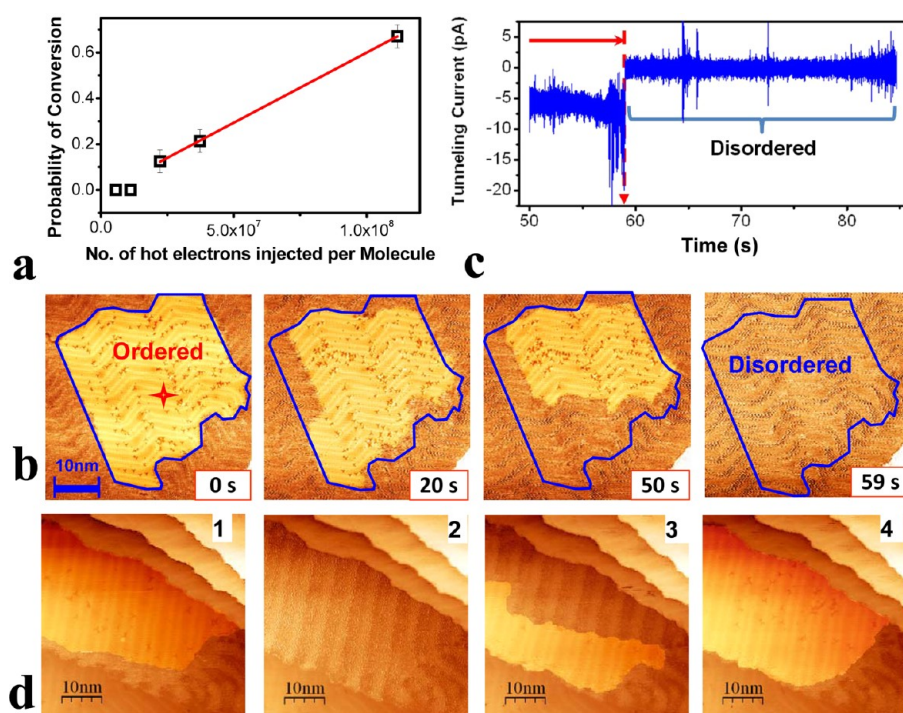 a
Probability of Conversion
0.6
0.4
0.2
0.0
0.0 5.0x10⁷ 1.0x10⁸
No. of hot electrons injected per Molecule
c
Tunneling Current (pA)
5
0
-5
-10
-15
-20
Disordered
50 60 70 80
Time (s)
b
Ordered
10nm
0 s
20 s
50 s
Disordered
59 s
d
1
10nm
2
10nm
3
10nm
4
10nm